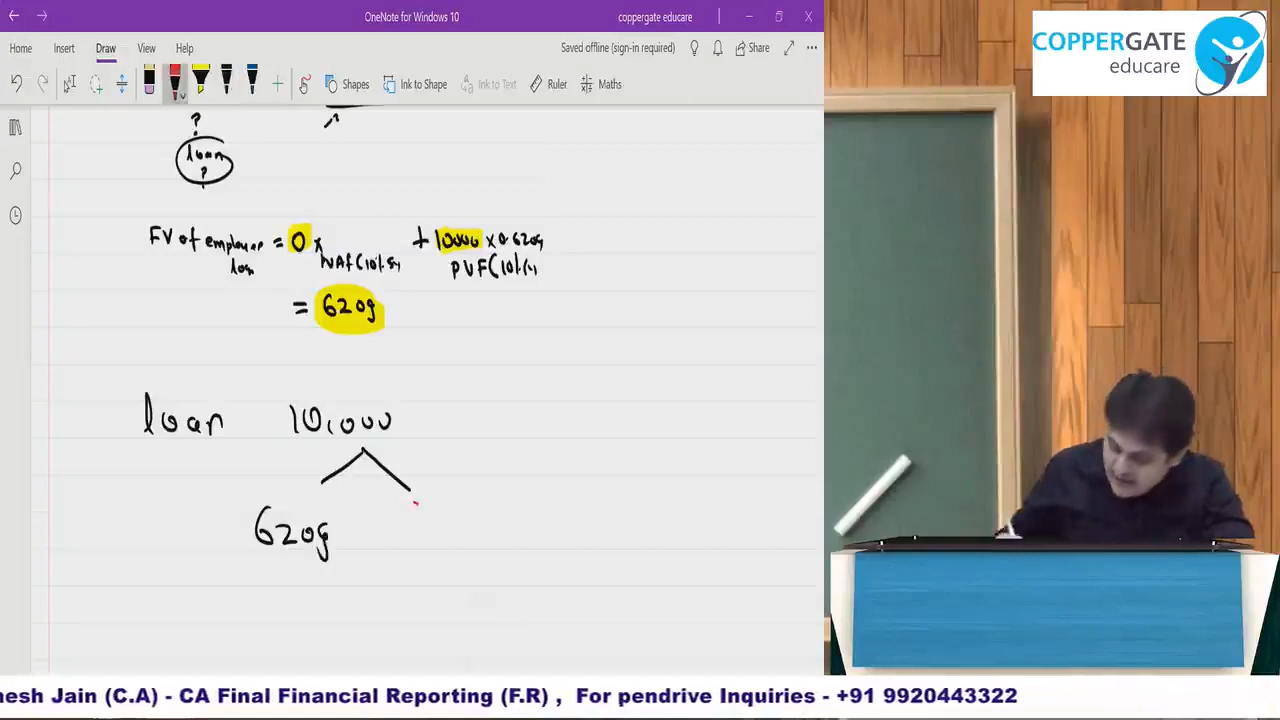 OneNote for Windows 10
coppergate educare
Home Insert Draw View Help
Saved offline (sign-in required)
Share
Shapes
Ink to Shape
Ink to Text
Ruler
Maths
COPPERGATE
educare
?
loan
?
FV of employee = 0 × + 10000 × 0.6209
loan PVF(10%,
= 6209
loan 10,000
6209
nesh Jain (C.A) - CA Final Financial Reporting (F.R) , For pendrive Inquiries - +91 9920443322